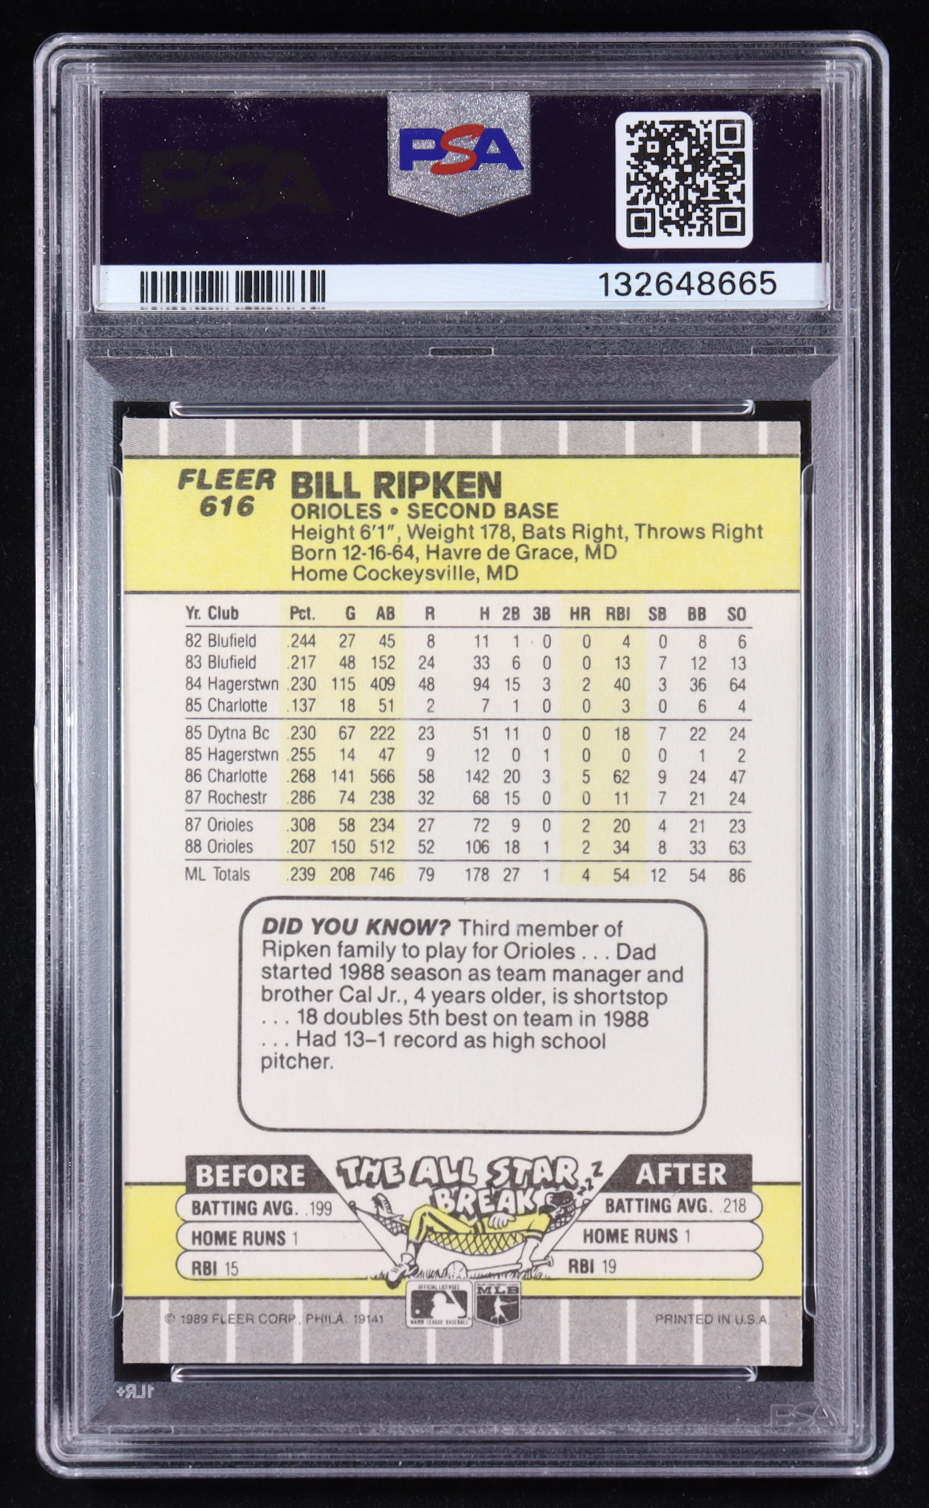 PSA
PSA
132648665
FLEER
616
BILL RIPKEN
ORIOLES • SECOND BASE
Height 6'1", Weight 178, Bats Right, Throws Right
Born 12-16-64, Havre de Grace, MD
Home Cockeysville, MD
Yr. Club Pct. G AB R H 2B 3B HR RBI SB BB SO
82 Blufield .244 27 45 8 11 1 0 0 4 0 8 6
83 Blufield .217 48 152 24 33 6 0 0 13 7 12 13
84 Hagerstwn .230 115 409 48 94 15 3 2 40 3 36 64
85 Charlotte .137 18 51 2 7 1 0 0 3 0 6 4
85 Dytna Bc .230 67 222 23 51 11 0 0 18 7 22 24
85 Hagerstwn .255 14 47 9 12 0 1 0 0 0 1 2
86 Charlotte .268 141 566 58 142 20 3 5 62 9 24 47
87 Rochestr .286 74 238 32 68 15 0 0 11 7 21 24
87 Orioles .308 58 234 27 72 9 0 2 20 4 21 23
88 Orioles .207 150 512 52 106 18 1 2 34 8 33 63
ML Totals .239 208 746 79 178 27 1 4 54 12 54 86
DID YOU KNOW? Third member of
Ripken family to play for Orioles . . . Dad
started 1988 season as team manager and
brother Cal Jr., 4 years older, is shortstop
. . . 18 doubles 5th best on team in 1988
. . . Had 13–1 record as high school
pitcher.
BEFORE
BATTING AVG. .199
HOME RUNS 1
RBI 15
THE ALL STAR
BREAK
Z Z Z
AFTER
BATTING AVG. .218
HOME RUNS 1
RBI 19
OFFICIAL LICENSEE
MAJOR LEAGUE BASEBALL
MLB
© 1989 FLEER CORP., PHILA. 19141
PRINTED IN U.S.A.
1LR+
PSA